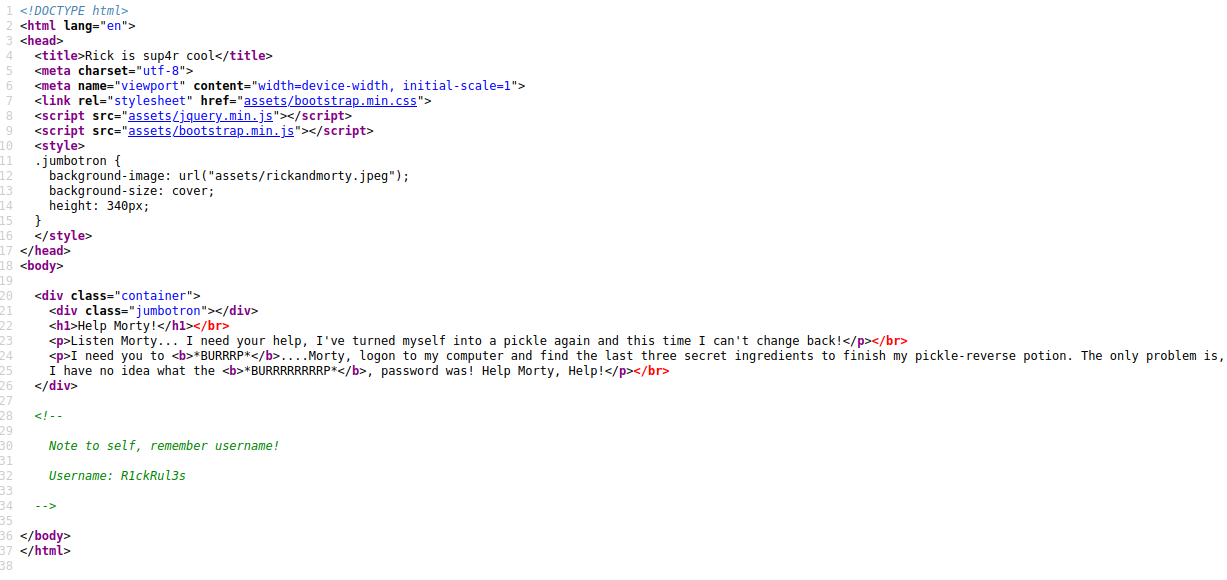 1 <!DOCTYPE html>
2 <html lang="en">
3 <head>
4   <title>Rick is sup4r cool</title>
5   <meta charset="utf-8">
6   <meta name="viewport" content="width=device-width, initial-scale=1">
7   <link rel="stylesheet" href="assets/bootstrap.min.css">
8   <script src="assets/jquery.min.js"></script>
9   <script src="assets/bootstrap.min.js"></script>
10   <style>
11   .jumbotron {
12     background-image: url("assets/rickandmorty.jpeg");
13     background-size: cover;
14     height: 340px;
15   }
16   </style>
17 </head>
18 <body>
19
20   <div class="container">
21     <div class="jumbotron"></div>
22     <h1>Help Morty!</h1></br>
23     <p>Listen Morty... I need your help, I've turned myself into a pickle again and this time I can't change back!</p></br>
24     <p>I need you to <b>*BURRRP*</b>....Morty, logon to my computer and find the last three secret ingredients to finish my pickle-reverse potion. The only problem is,
25     I have no idea what the <b>*BURRRRRRRRP*</b>, password was! Help Morty, Help!</p></br>
26   </div>
27
28   <!--
29
30     Note to self, remember username!
31
32     Username: R1ckRul3s
33
34   -->
35
36 </body>
37 </html>
38